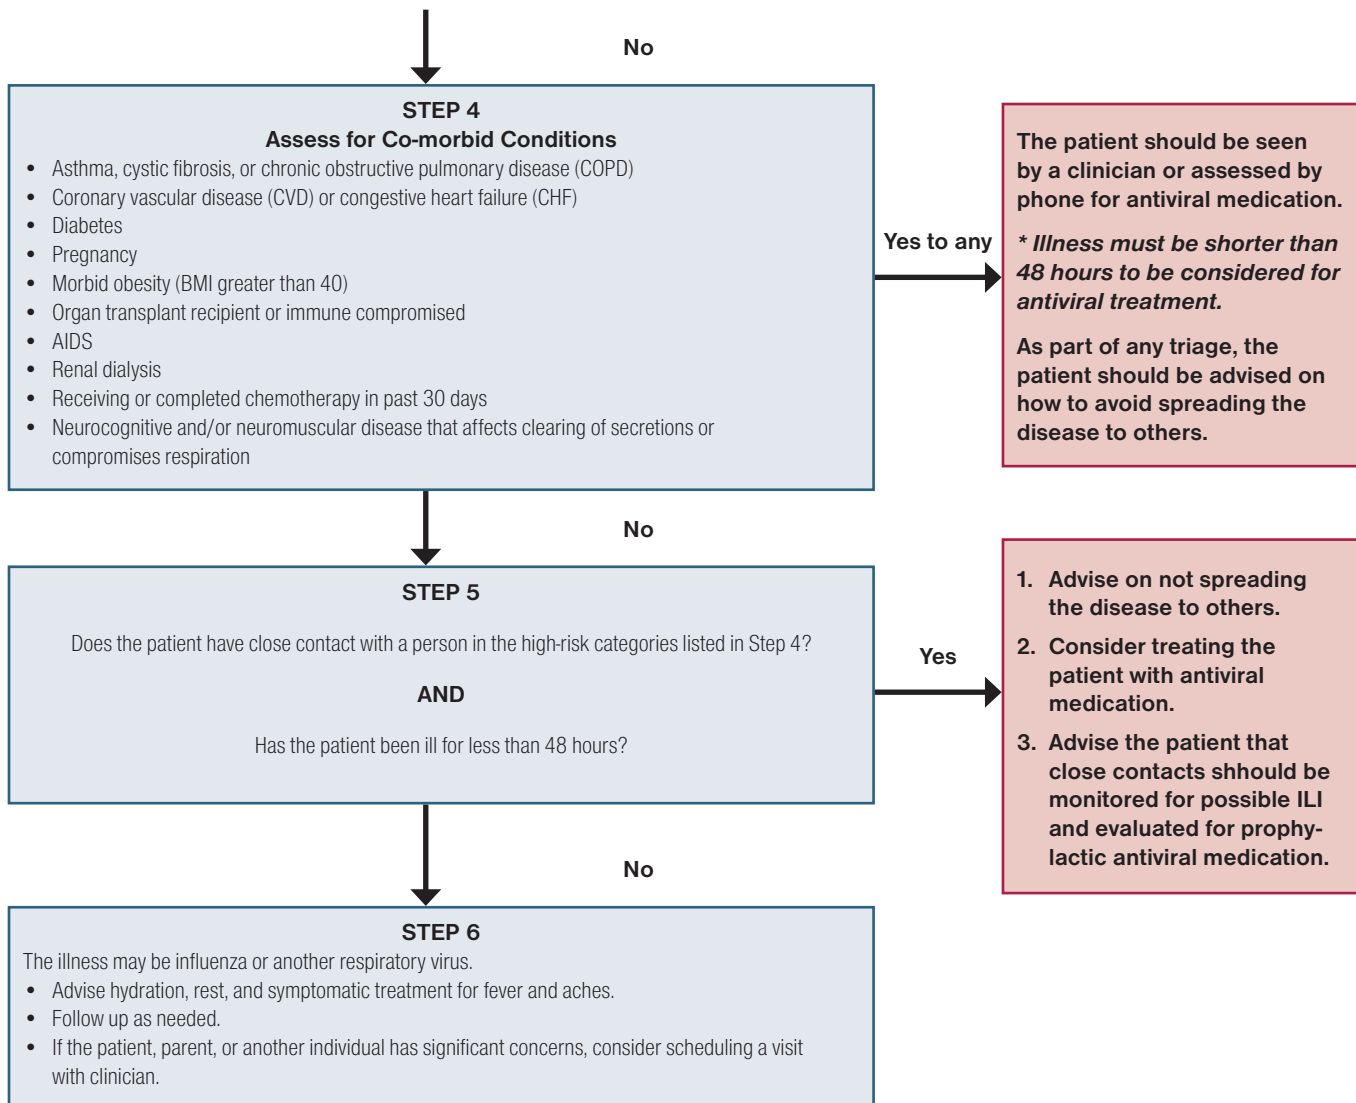 No
STEP 4
Assess for Co-morbid Conditions
• Asthma, cystic fibrosis, or chronic obstructive pulmonary disease (COPD)
• Coronary vascular disease (CVD) or congestive heart failure (CHF)
• Diabetes
• Pregnancy
• Morbid obesity (BMI greater than 40)
• Organ transplant recipient or immune compromised
• AIDS
• Renal dialysis
• Receiving or completed chemotherapy in past 30 days
• Neurocognitive and/or neuromuscular disease that affects clearing of secretions or
compromises respiration
Yes to any
The patient should be seen
by a clinician or assessed by
phone for antiviral medication.
* Illness must be shorter than
48 hours to be considered for
antiviral treatment.
As part of any triage, the
patient should be advised on
how to avoid spreading the
disease to others.
No
STEP 5
Does the patient have close contact with a person in the high-risk categories listed in Step 4?
AND
Has the patient been ill for less than 48 hours?
Yes
1. Advise on not spreading
the disease to others.
2. Consider treating the
patient with antiviral
medication.
3. Advise the patient that
close contacts shhould be
monitored for possible ILI
and evaluated for prophy-
lactic antiviral medication.
No
STEP 6
The illness may be influenza or another respiratory virus.
• Advise hydration, rest, and symptomatic treatment for fever and aches.
• Follow up as needed.
• If the patient, parent, or another individual has significant concerns, consider scheduling a visit
with clinician.